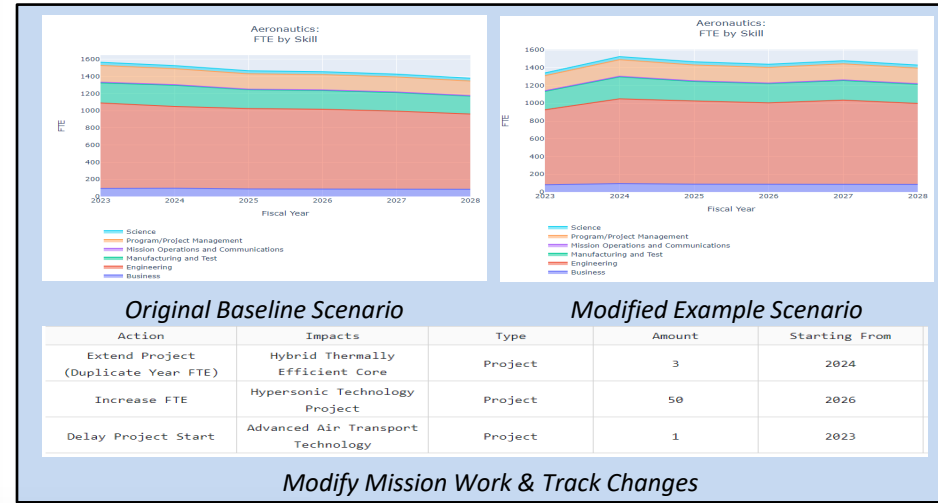 Aeronautics:
FTE by Skill
1600
1400
1200
1000
800
600
400
200
0
FTE
2023 2024 2025 2026 2027 2028
Fiscal Year
Science
Program/Project Management
Mission Operations and Communications
Manufacturing and Test
Engineering
Business
Aeronautics:
FTE by Skill
1600
1400
1200
1000
800
600
400
200
0
FTE
2023 2024 2025 2026 2027 2028
Fiscal Year
Science
Program/Project Management
Mission Operations and Communications
Manufacturing and Test
Engineering
Business
Original Baseline Scenario
Modified Example Scenario
Action Impacts Type Amount Starting From
Extend Project
(Duplicate Year FTE)
Hybrid Thermally
Efficient Core
Project 3 2024
Increase FTE
Hypersonic Technology
Project
Project 50 2026
Delay Project Start
Advanced Air Transport
Technology
Project 1 2023
Modify Mission Work & Track Changes